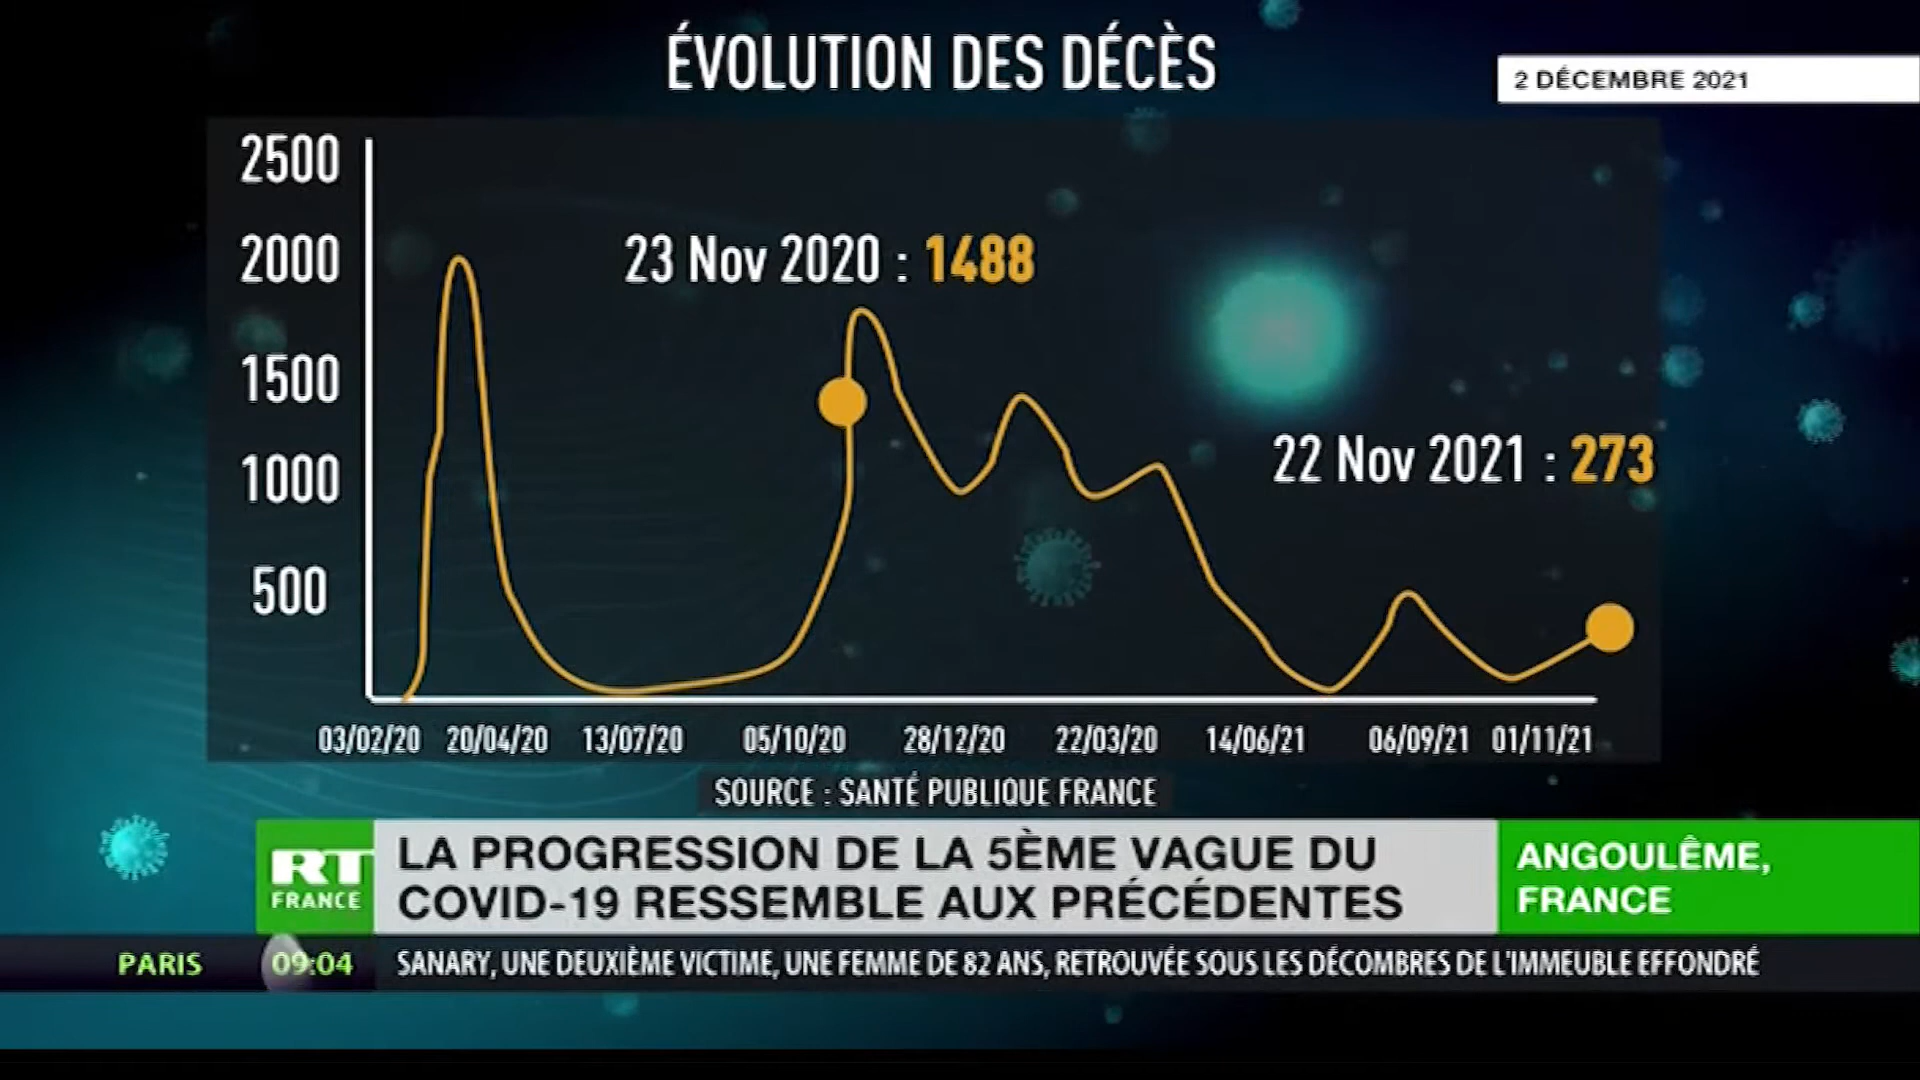 ÉVOLUTION DES DÉCÈS
2 DÉCEMBRE 2021
2500
2000
1500
1000
500
23 Nov 2020 : 1488
22 Nov 2021 : 273
03/02/20 20/04/20 13/07/20 05/10/20 28/12/20 22/03/20 14/06/21 06/09/21 01/11/21
SOURCE : SANTÉ PUBLIQUE FRANCE
RT
FRANCE
LA PROGRESSION DE LA 5ÈME VAGUE DU
COVID-19 RESSEMBLE AUX PRÉCÉDENTES
ANGOULÊME,
FRANCE
PARIS 09:04 SANARY, UNE DEUXIÈME VICTIME, UNE FEMME DE 82 ANS, RETROUVÉE SOUS LES DÉCOMBRES DE L'IMMEUBLE EFFONDRÉ